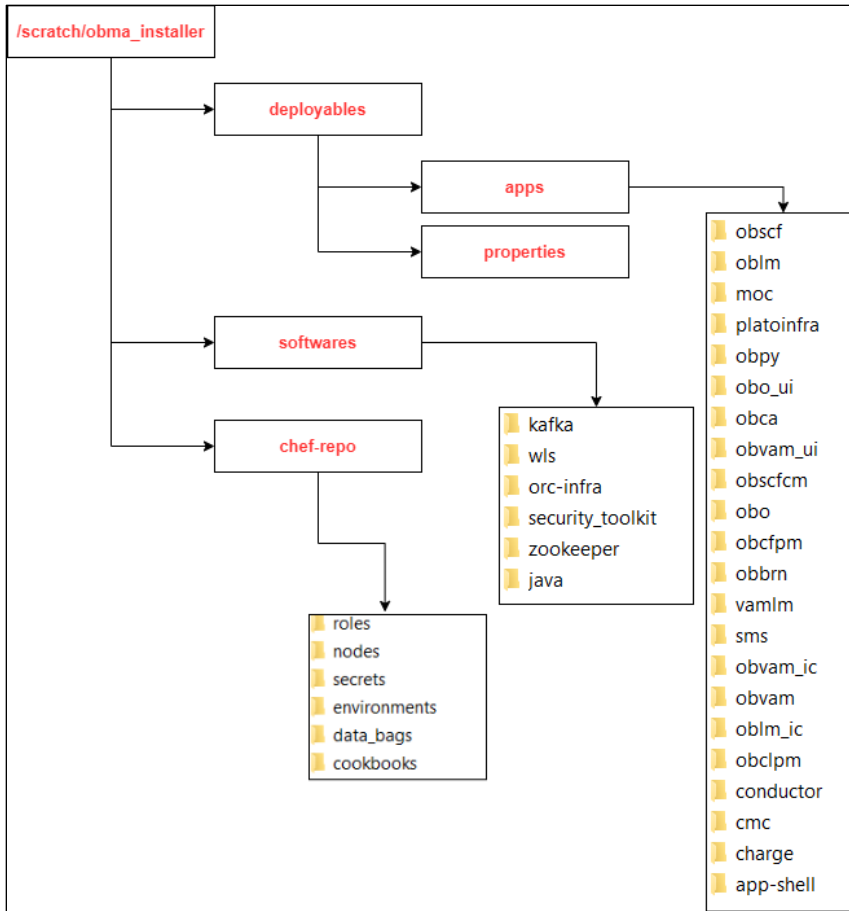 /scratch/obma_installer
deployables
apps
properties
obscf
oblm
moc
platoinfra
obpy
obo_ui
obca
obvam_ui
obscfcm
obo
obcfpm
obbrn
vamlm
sms
obvam_ic
obvam
oblm_ic
obclpm
conductor
cmc
charge
app-shell
softwares
kafka
wls
orc-infra
security_toolkit
zookeeper
java
chef-repo
roles
nodes
secrets
environments
data_bags
cookbooks